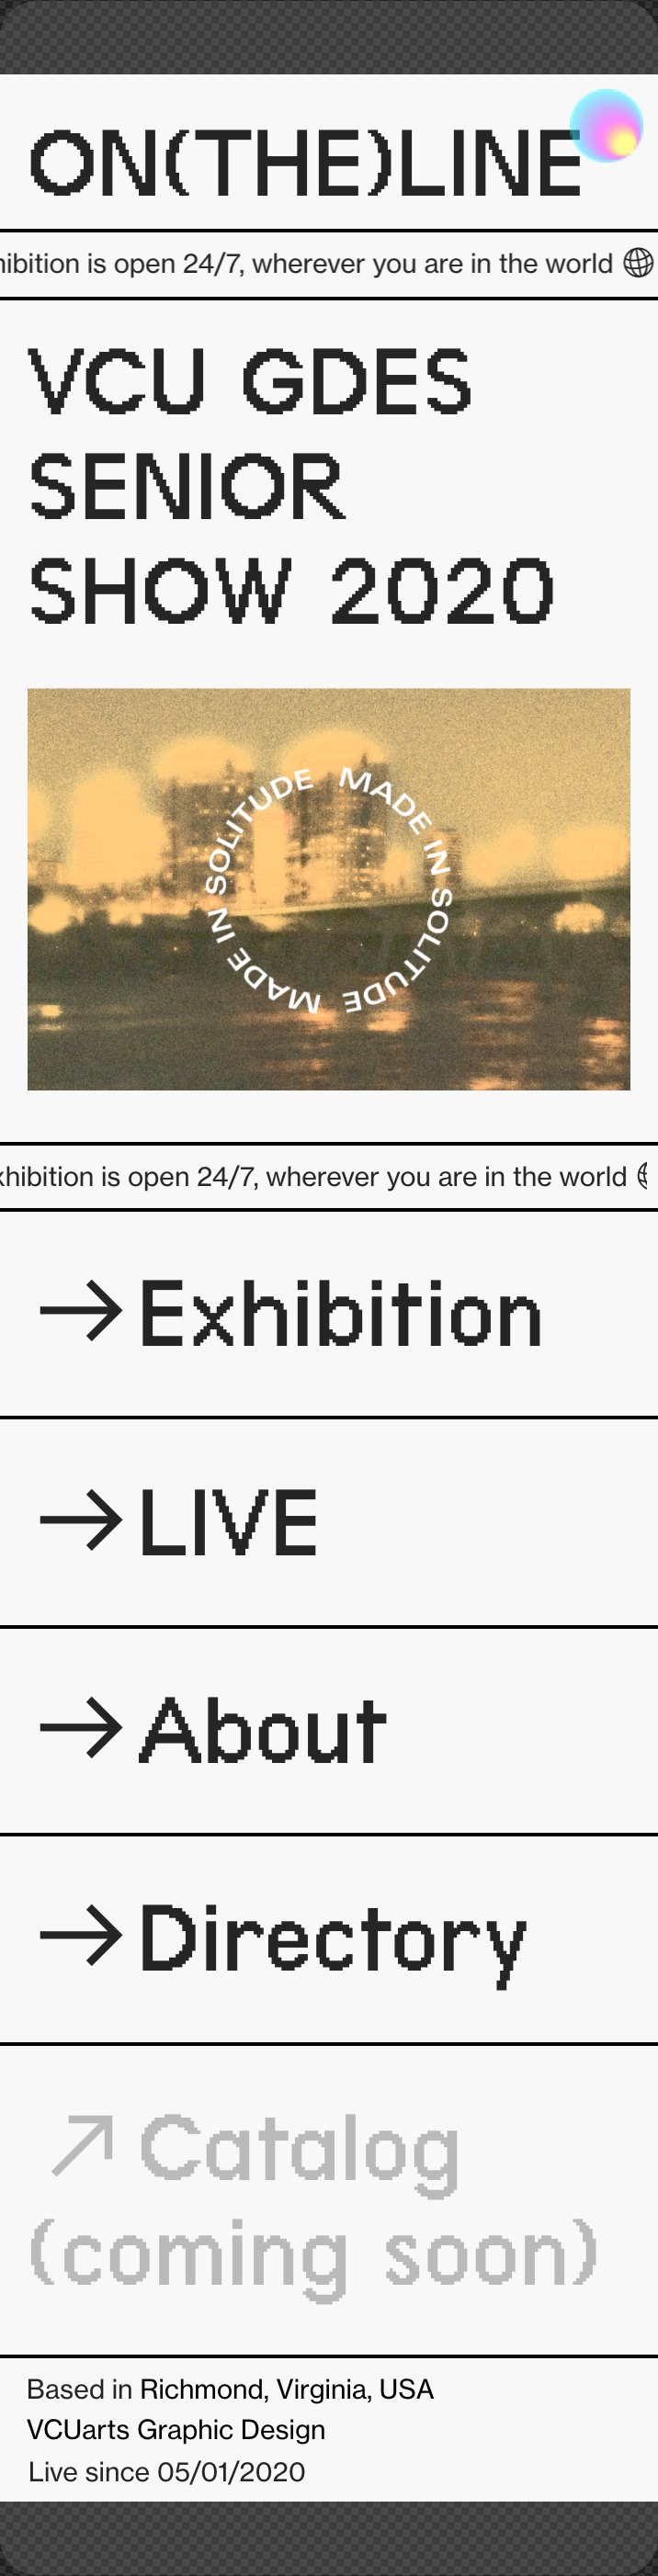 ON(THE)LINE
hibition is open 24/7, wherever you are in the world
VCU GDES
SENIOR
SHOW 2020
MADE IN SOLITUDE MADE IN SOLITUDE
xhibition is open 24/7, wherever you are in the world
→Exhibition
→LIVE
→About
→Directory
↗Catalog
(coming soon)
Based in Richmond, Virginia, USA
VCUarts Graphic Design
Live since 05/01/2020